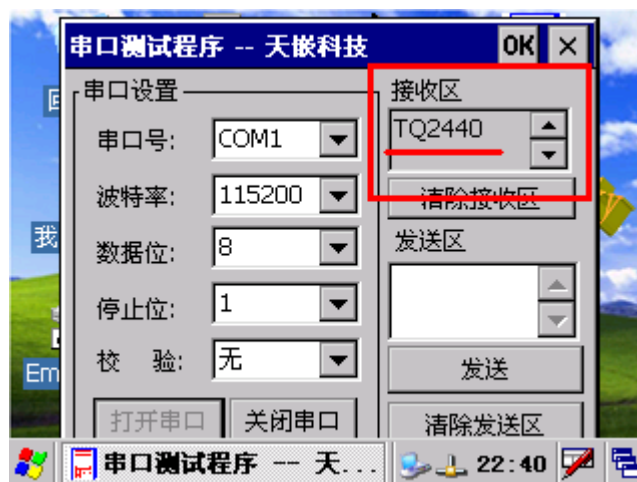 串口测试程序 -- 天嵌科技 OK ×
串口设置
串口号: COM1
波特率: 115200
数据位: 8
停止位: 1
校 验: 无
打开串口 关闭串口
接收区
TQ2440
清除接收区
发送区
发送
清除发送区
我
Em
串口测试程序 -- 天... 22:40